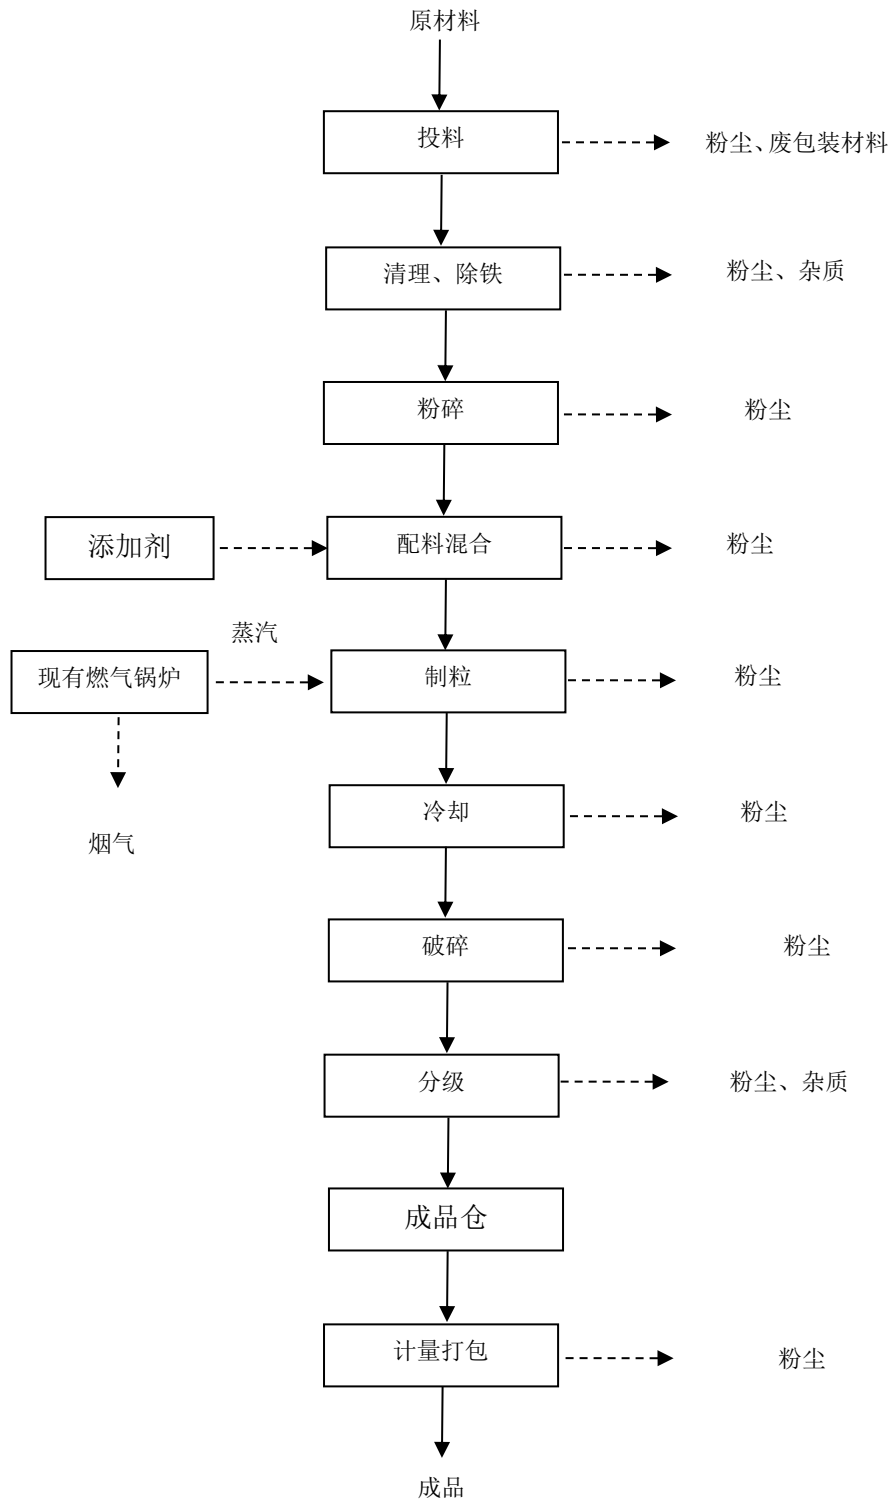 原材料
投料
粉尘、废包装材料
清理、除铁
粉尘、杂质
粉碎
粉尘
添加剂
配料混合
粉尘
蒸汽
现有燃气锅炉
制粒
粉尘
冷却
粉尘
烟气
破碎
粉尘
分级
粉尘、杂质
成品仓
计量打包
粉尘
成品